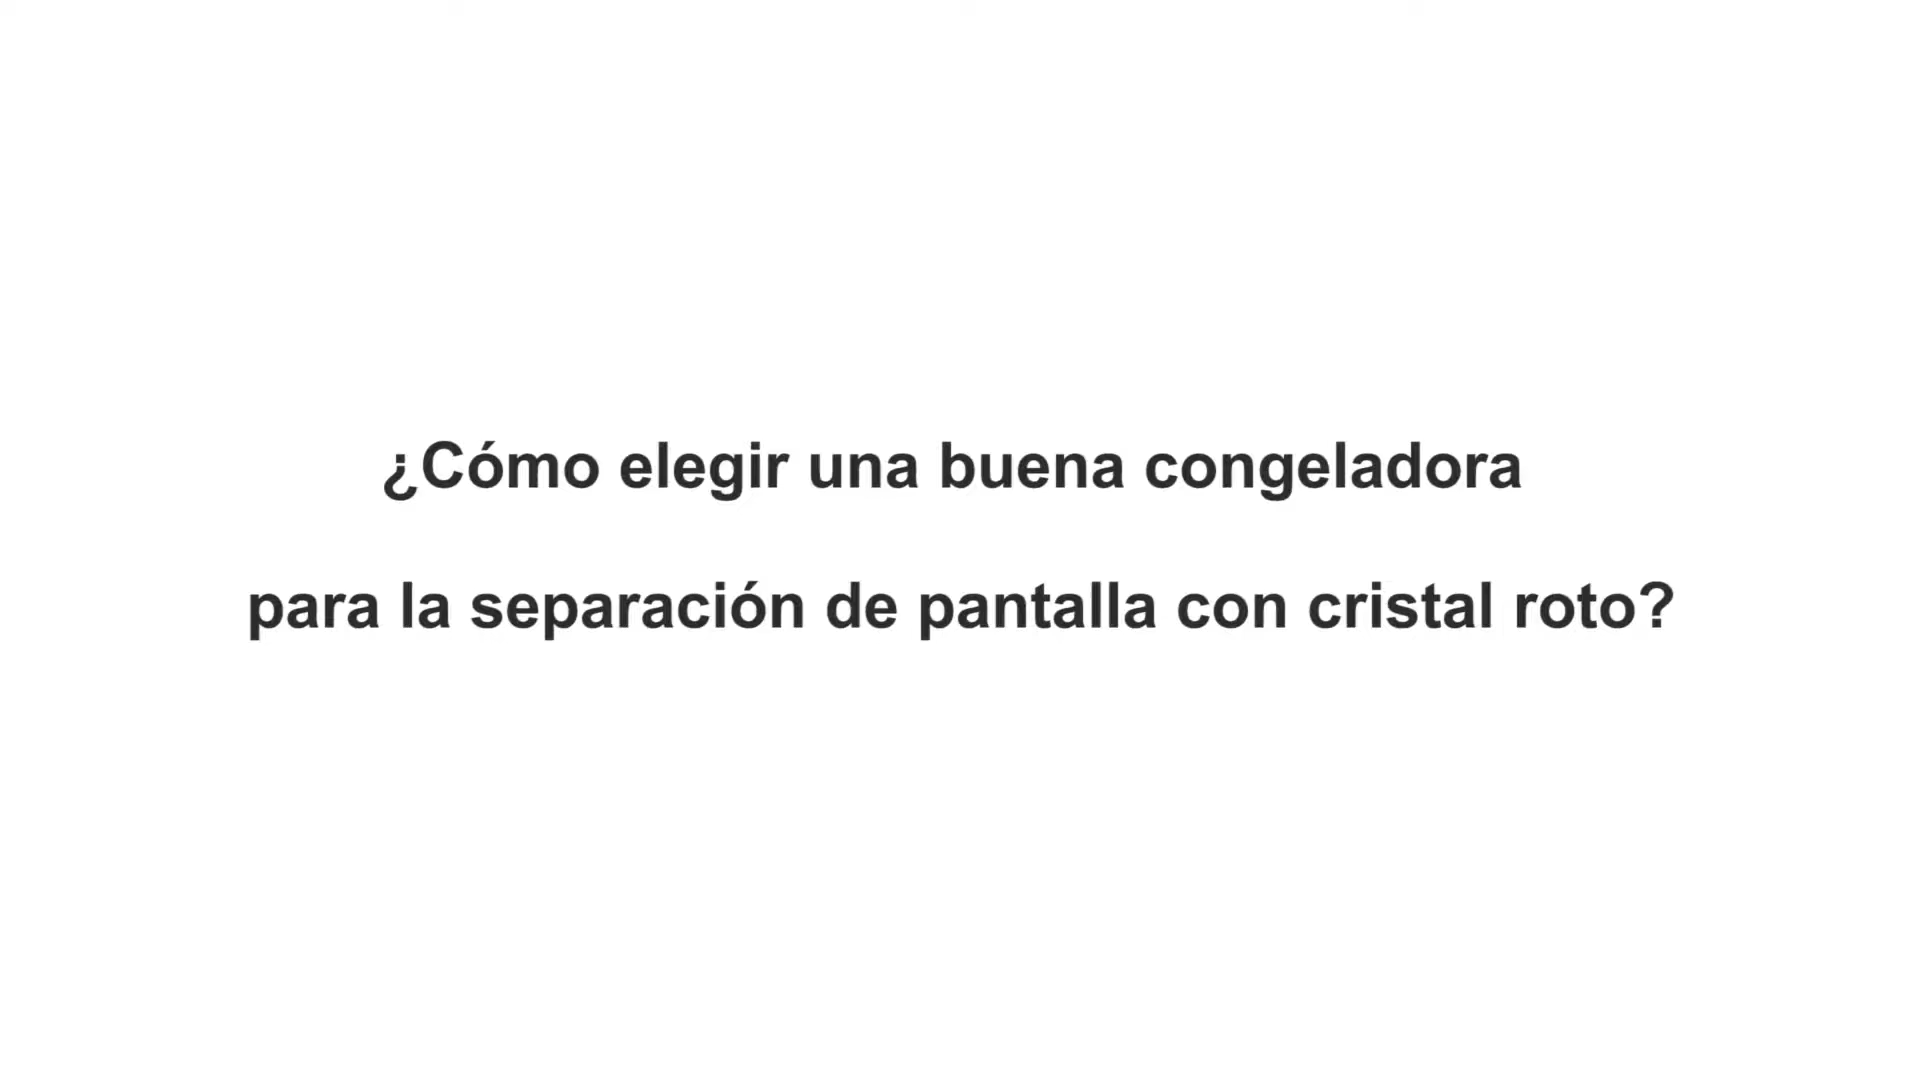 ¿Cómo elegir una buena congeladora
para la separación de pantalla con cristal roto?